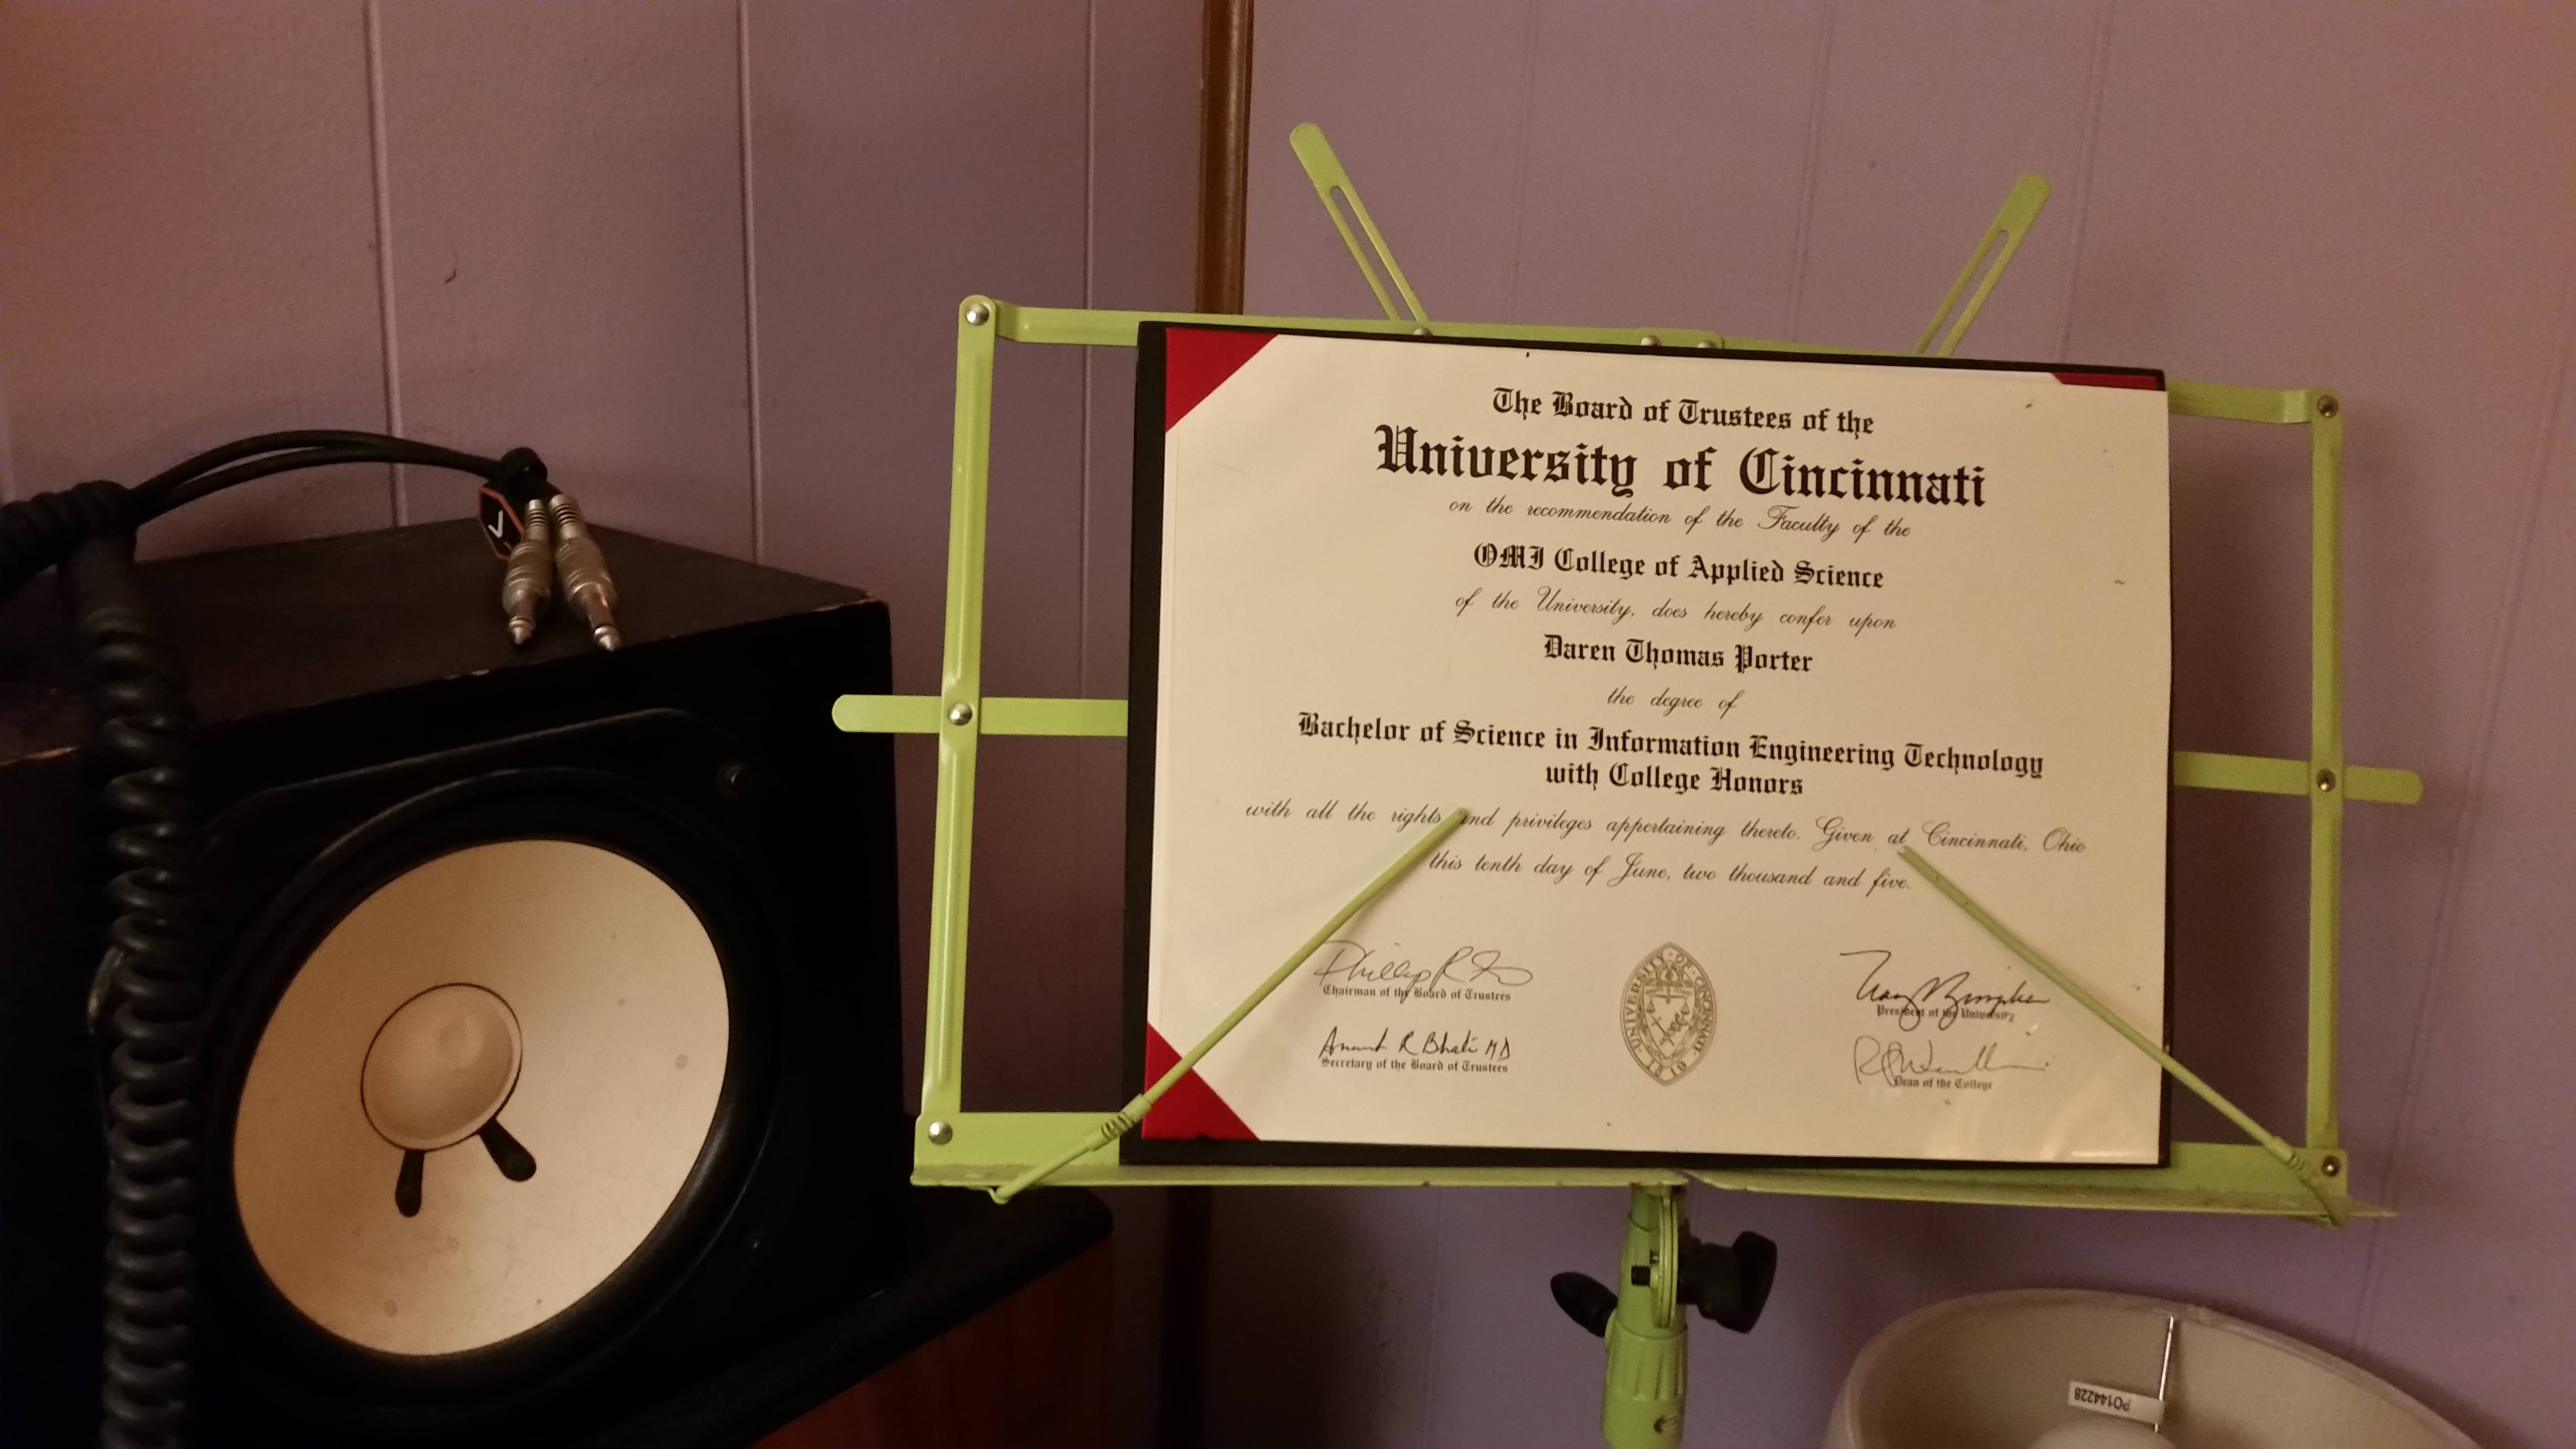 The Board of Trustees of the
University of Cincinnati
on the recommendation of the Faculty of the
OMI College of Applied Science
of the University, does hereby confer upon
Daren Thomas Porter
the degree of
Bachelor of Science in Information Engineering Technology
with College Honors
with all the rights and privileges appertaining thereto. Given at Cincinnati, Ohio
this tenth day of June, two thousand and five.
Chairman of the Board of Trustees
President of the University
Anant R Bhati MD
Secretary of the Board of Trustees
Dean of the College
UNIVERSITY OF CINCINNATI
PO144228